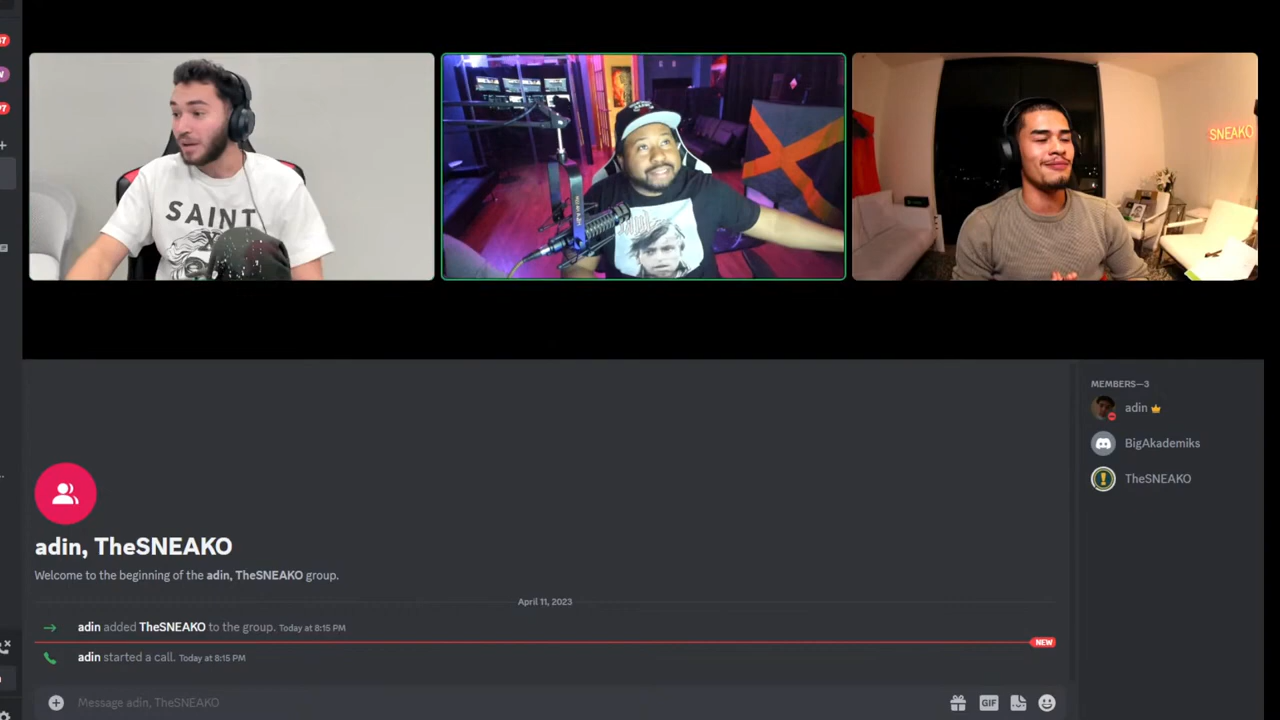 SAINT
SNEAKO
MEMBERS—3
adin
BigAkademiks
TheSNEAKO
adin, TheSNEAKO
Welcome to the beginning of the adin, TheSNEAKO group.
April 11, 2023
adin added TheSNEAKO to the group. Today at 8:15 PM
NEW
adin started a call. Today at 8:15 PM
Message adin, TheSNEAKO
GIF